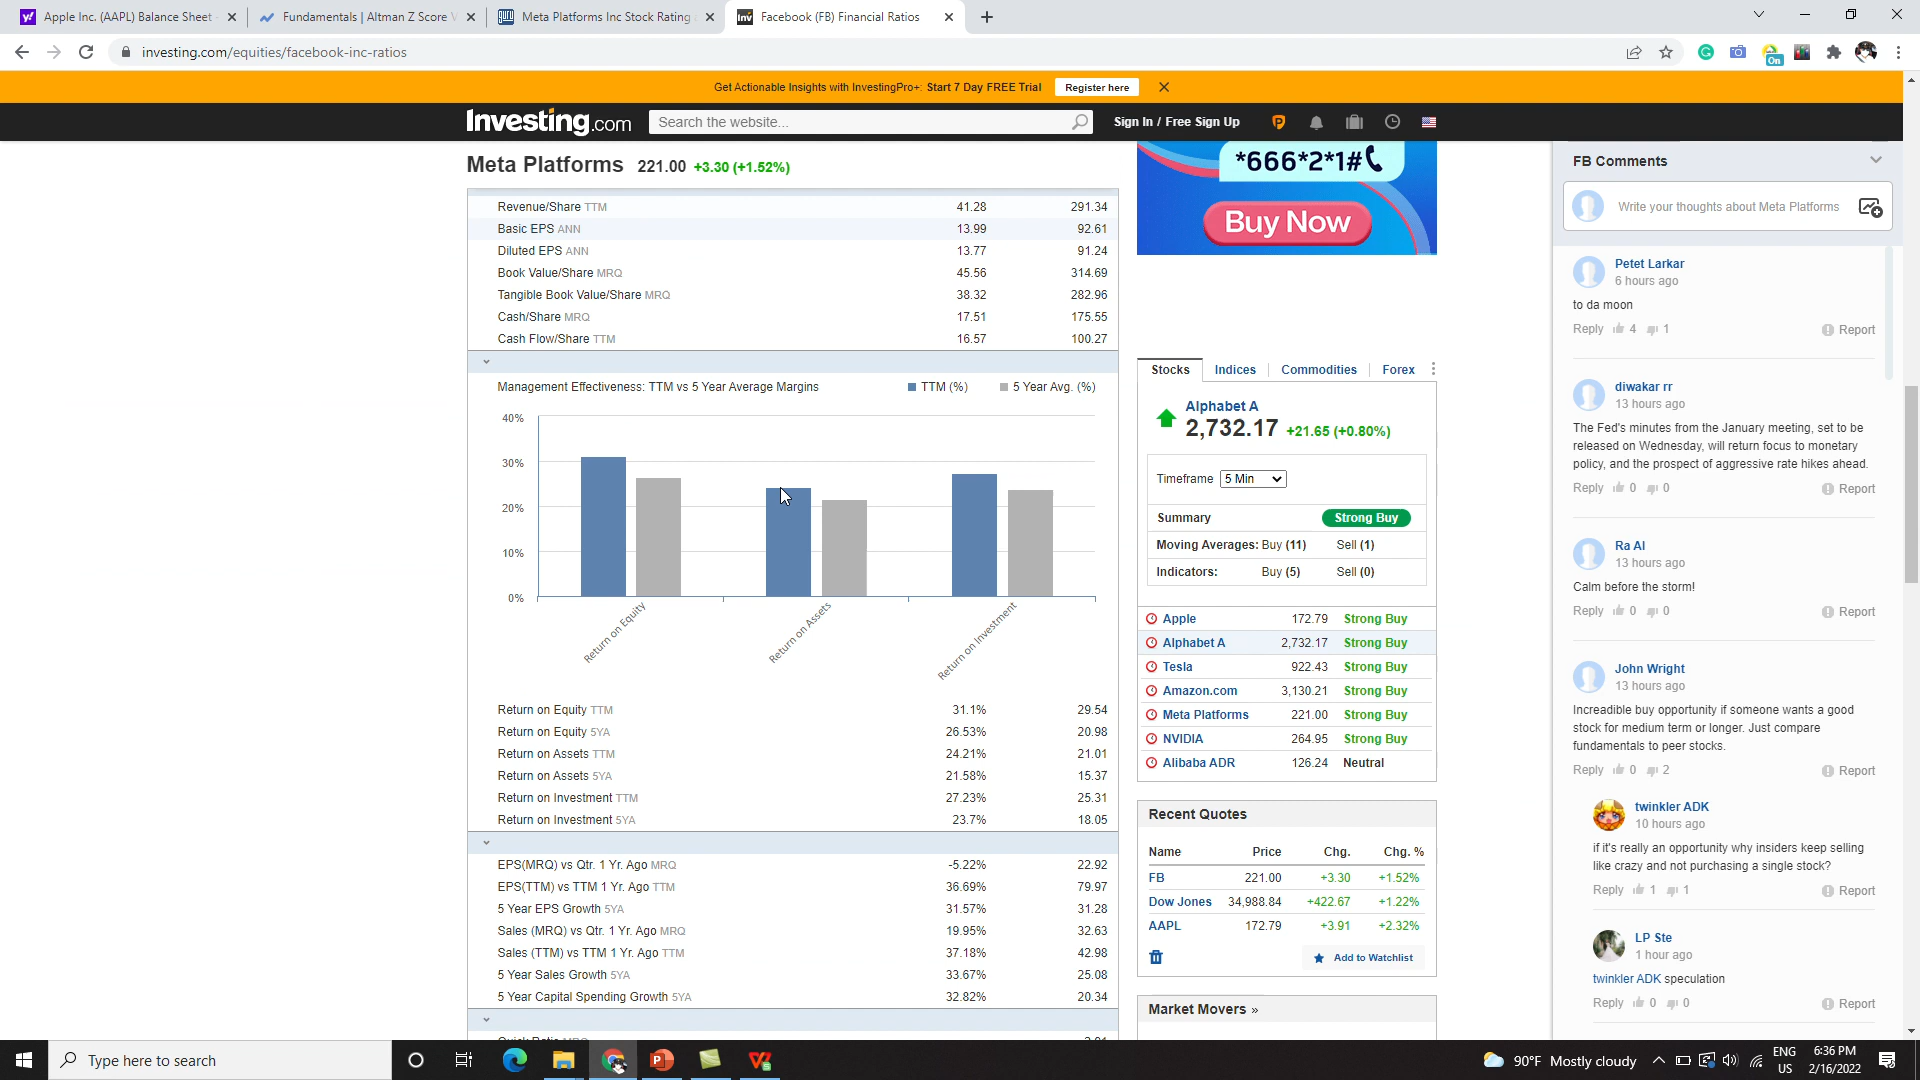 Apple Inc. (AAPL) Balance Sheet
Fundamentals | Altman Z Score V
Meta Platforms Inc Stock Rating
Facebook (FB) Financial Ratios
investing.com/equities/facebook-inc-ratios
On
Get Actionable Insights with InvestingPro+: Start 7 Day FREE Trial
Register here
Investing.com
Search the website...
Sign In / Free Sign Up
Meta Platforms 221.00 +3.30 (+1.52%)
Revenue/Share TTM 41.28 291.34
Basic EPS ANN 13.99 92.61
Diluted EPS ANN 13.77 91.24
Book Value/Share MRQ 45.56 314.69
Tangible Book Value/Share MRQ 38.32 282.96
Cash/Share MRQ 17.51 175.55
Cash Flow/Share TTM 16.57 100.27
Management Effectiveness: TTM vs 5 Year Average Margins
TTM (%) 5 Year Avg. (%)
40%
30%
20%
10%
0%
Return on Equity
Return on Assets
Return on Investment
Return on Equity TTM 31.1% 29.54
Return on Equity 5YA 26.53% 20.98
Return on Assets TTM 24.21% 21.01
Return on Assets 5YA 21.58% 15.37
Return on Investment TTM 27.23% 25.31
Return on Investment 5YA 23.7% 18.05
EPS(MRQ) vs Qtr. 1 Yr. Ago MRQ -5.22% 22.92
EPS(TTM) vs TTM 1 Yr. Ago TTM 36.69% 79.97
5 Year EPS Growth 5YA 31.57% 31.28
Sales (MRQ) vs Qtr. 1 Yr. Ago MRQ 19.95% 32.63
Sales (TTM) vs TTM 1 Yr. Ago TTM 37.18% 42.98
5 Year Sales Growth 5YA 33.67% 25.08
5 Year Capital Spending Growth 5YA 32.82% 20.34
*666*2*1#
Buy Now
Stocks Indices Commodities Forex
Alphabet A
2,732.17 +21.65 (+0.80%)
Timeframe 5 Min
Summary Strong Buy
Moving Averages: Buy (11) Sell (1)
Indicators: Buy (5) Sell (0)
Apple 172.79 Strong Buy
Alphabet A 2,732.17 Strong Buy
Tesla 922.43 Strong Buy
Amazon.com 3,130.21 Strong Buy
Meta Platforms 221.00 Strong Buy
NVIDIA 264.95 Strong Buy
Alibaba ADR 126.24 Neutral
Recent Quotes
Name Price Chg. Chg. %
FB 221.00 +3.30 +1.52%
Dow Jones 34,988.84 +422.67 +1.22%
AAPL 172.79 +3.91 +2.32%
Add to Watchlist
Market Movers »
FB Comments
Write your thoughts about Meta Platforms
Petet Larkar
6 hours ago
to da moon
Reply 4 1 Report
diwakar rr
13 hours ago
The Fed's minutes from the January meeting, set to be
released on Wednesday, will return focus to monetary
policy, and the prospect of aggressive rate hikes ahead.
Reply 0 0 Report
Ra Al
13 hours ago
Calm before the storm!
Reply 0 0 Report
John Wright
13 hours ago
Increadible buy opportunity if someone wants a good
stock for medium term or longer. Just compare
fundamentals to peer stocks.
Reply 0 2 Report
twinkler ADK
10 hours ago
if it's really an opportunity why insiders keep selling
like crazy and not purchasing a single stock?
Reply 1 1 Report
LP Ste
1 hour ago
twinkler ADK speculation
Reply 0 0 Report
Type here to search
90°F Mostly cloudy
ENG
US
6:36 PM
2/16/2022